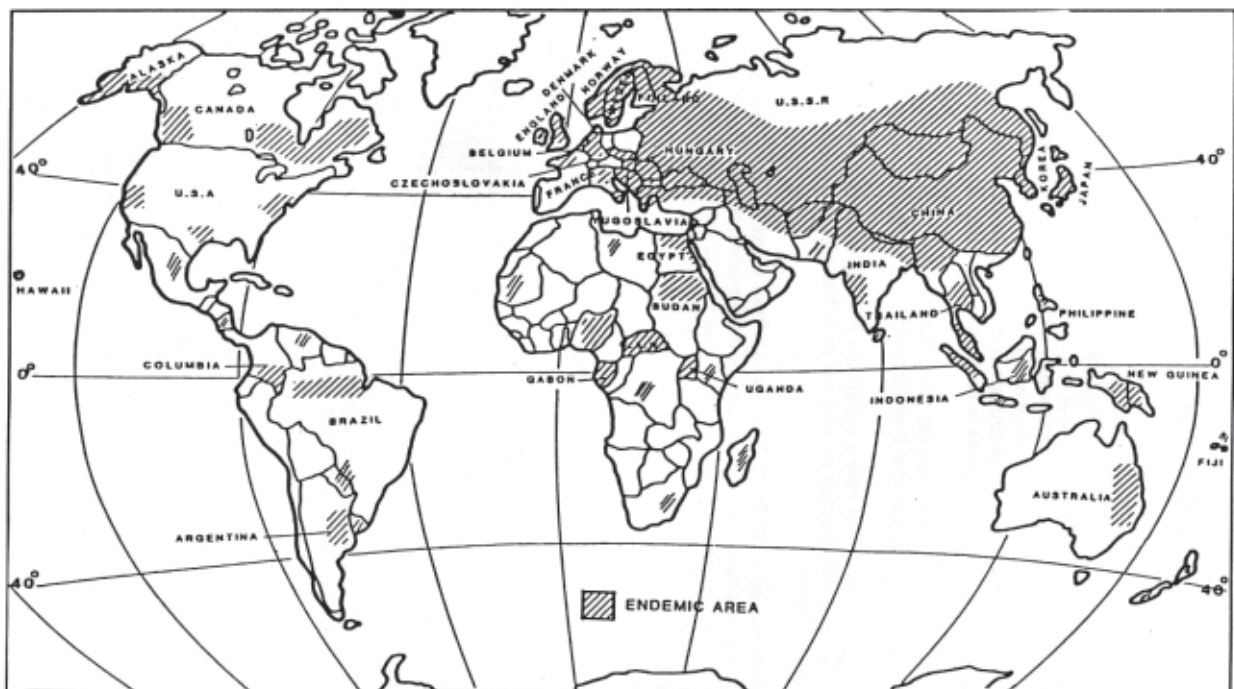 ALASKA
CANADA
U.S.A
HAWAII
COLUMBIA
BRAZIL
ARGENTINA
DENMARK
NORWAY
ENGLAND
FINLAND
BELGIUM
CZECHOSLOVAKIA
FRANCE
HUNGARY
YUGOSLAVIA
U.S.S.R
KOREA
JAPAN
CHINA
EGYPT
SUDAN
INDIA
THAILAND
PHILIPPINE
GABON
UGANDA
INDONESIA
NEW GUINEA
FIJI
AUSTRALIA
40°
40°
0°
0°
40°
40°
ENDEMIC AREA